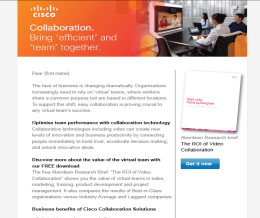 CISCO
Collaboration.
Bring "efficient" and
"team" together.
Dear {first name}
The face of business is changing dramatically. Organisations
increasingly need to rely on 'virtual' teams, where workers
share a common purpose but are based in different locations.
To support this shift, easy collaboration is proving crucial to
any virtual team's success.
Optimise team performance with collaboration technology
Collaborative technologies including video can create new
levels of innovation and business productivity by connecting
people immediately to build trust, accelerate decision making,
and unlock innovative ideas.
Discover more about the value of the virtual team with
our FREE download
The free Aberdeen Research Brief "The ROI of Video
Collaboration" shows you the value of virtual teams in sales,
marketing, training, product development and project
management. It also compares the results of Best-in-Class
organisations versus Industry Average and Laggard companies.
Business benefits of Cisco Collaboration Solutions
Aberdeen Research Brief:
The ROI of Video
Collaboration
Get it now